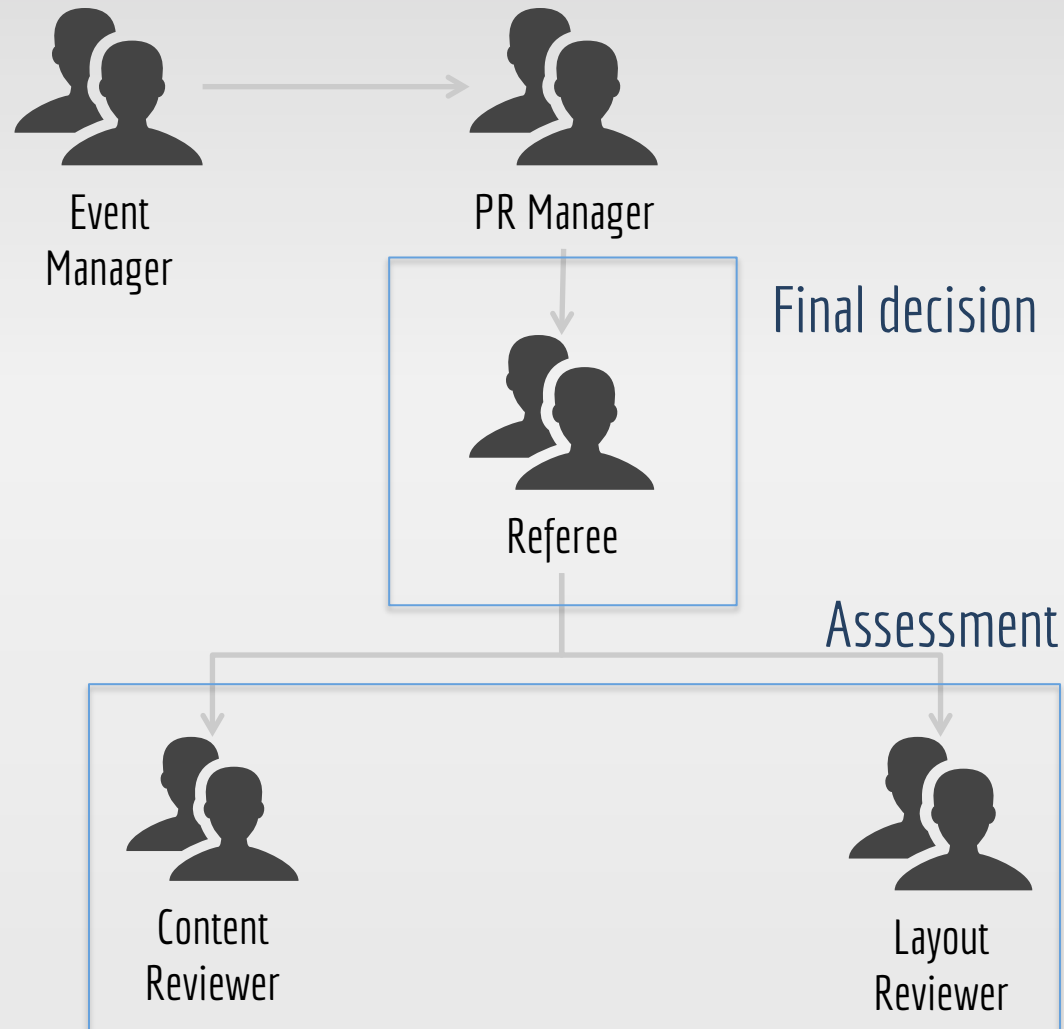 Event
Manager
PR Manager
Final decision
Referee
Assessment
Content
Reviewer
Layout
Reviewer